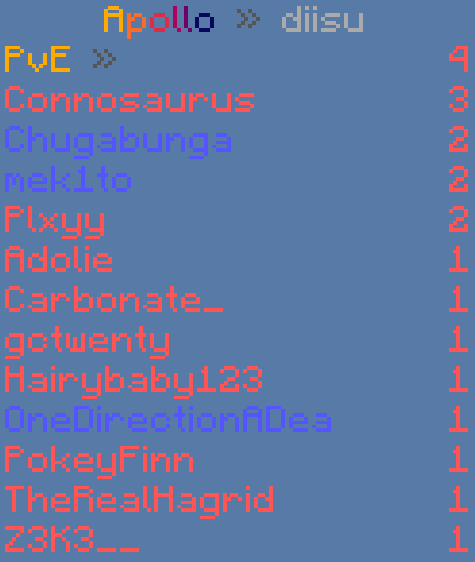 Apollo » diisu
PvE » 4
Connosaurus 3
Chugabunga 2
mek1to 2
Plxyy 2
Adolie 1
Carbonate_ 1
gotwenty 1
Hairybaby123 1
OneDirectionADea 1
PokeyFinn 1
TheRealHagrid 1
Z3K3__ 1